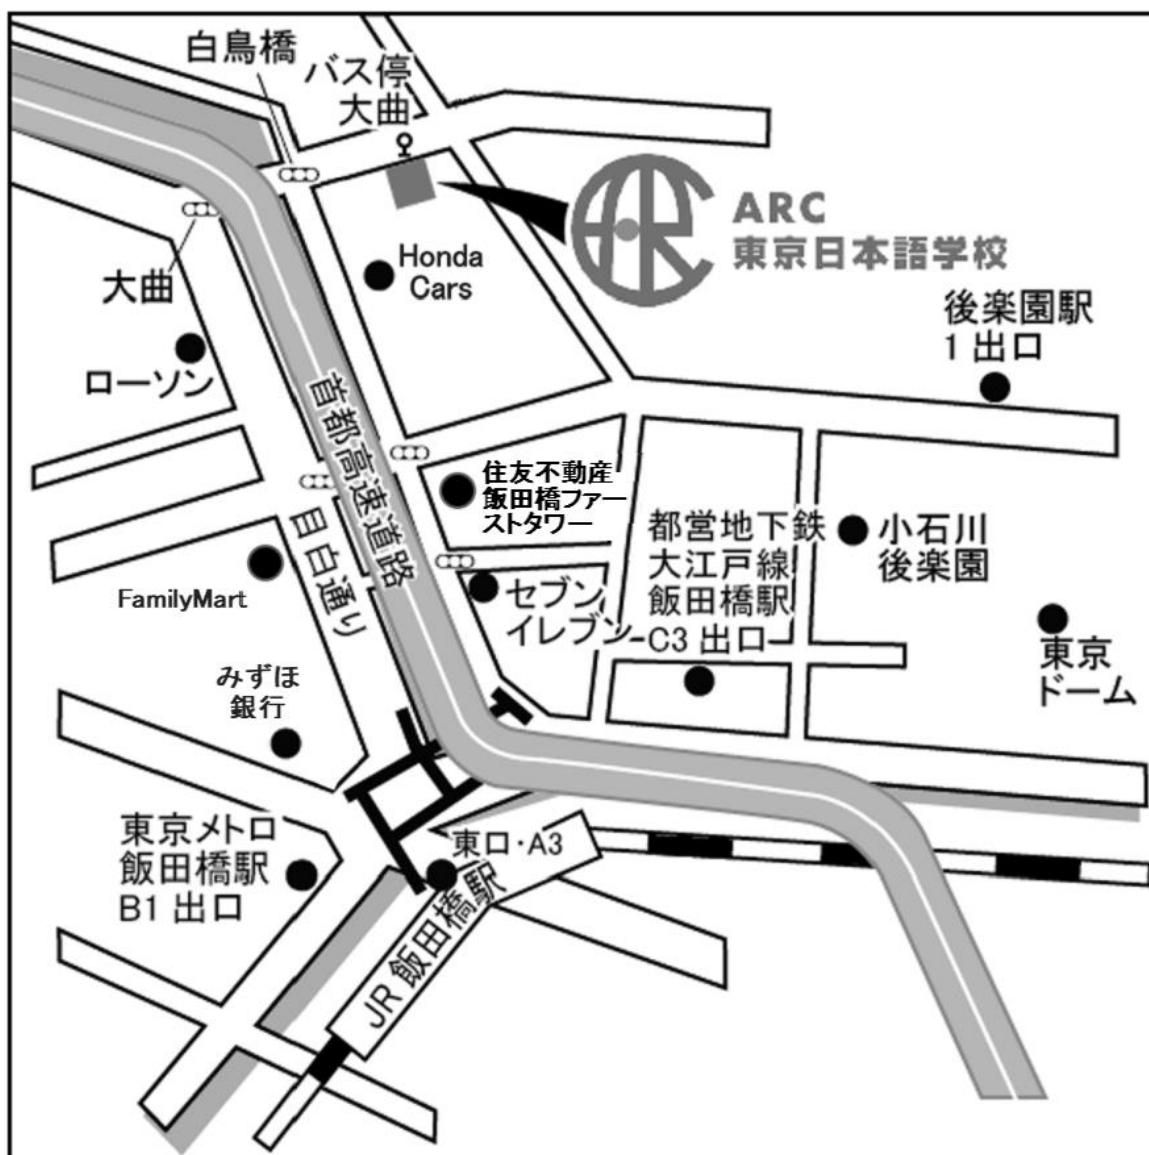 白鳥橋
バス停
大曲
ARC
東京日本語学校
Honda
Cars
大曲
後楽園駅
1 出口
ローソン
首都高速道路
住友不動産
飯田橋ファー
ストタワー
目白通り
都営地下鉄
大江戸線
飯田橋駅
C3 出口
小石川
後楽園
FamilyMart
セブン
イレブン
東京
ドーム
みずほ
銀行
東京メトロ
飯田橋駅
B1 出口
東口・A3
JR 飯田橋駅